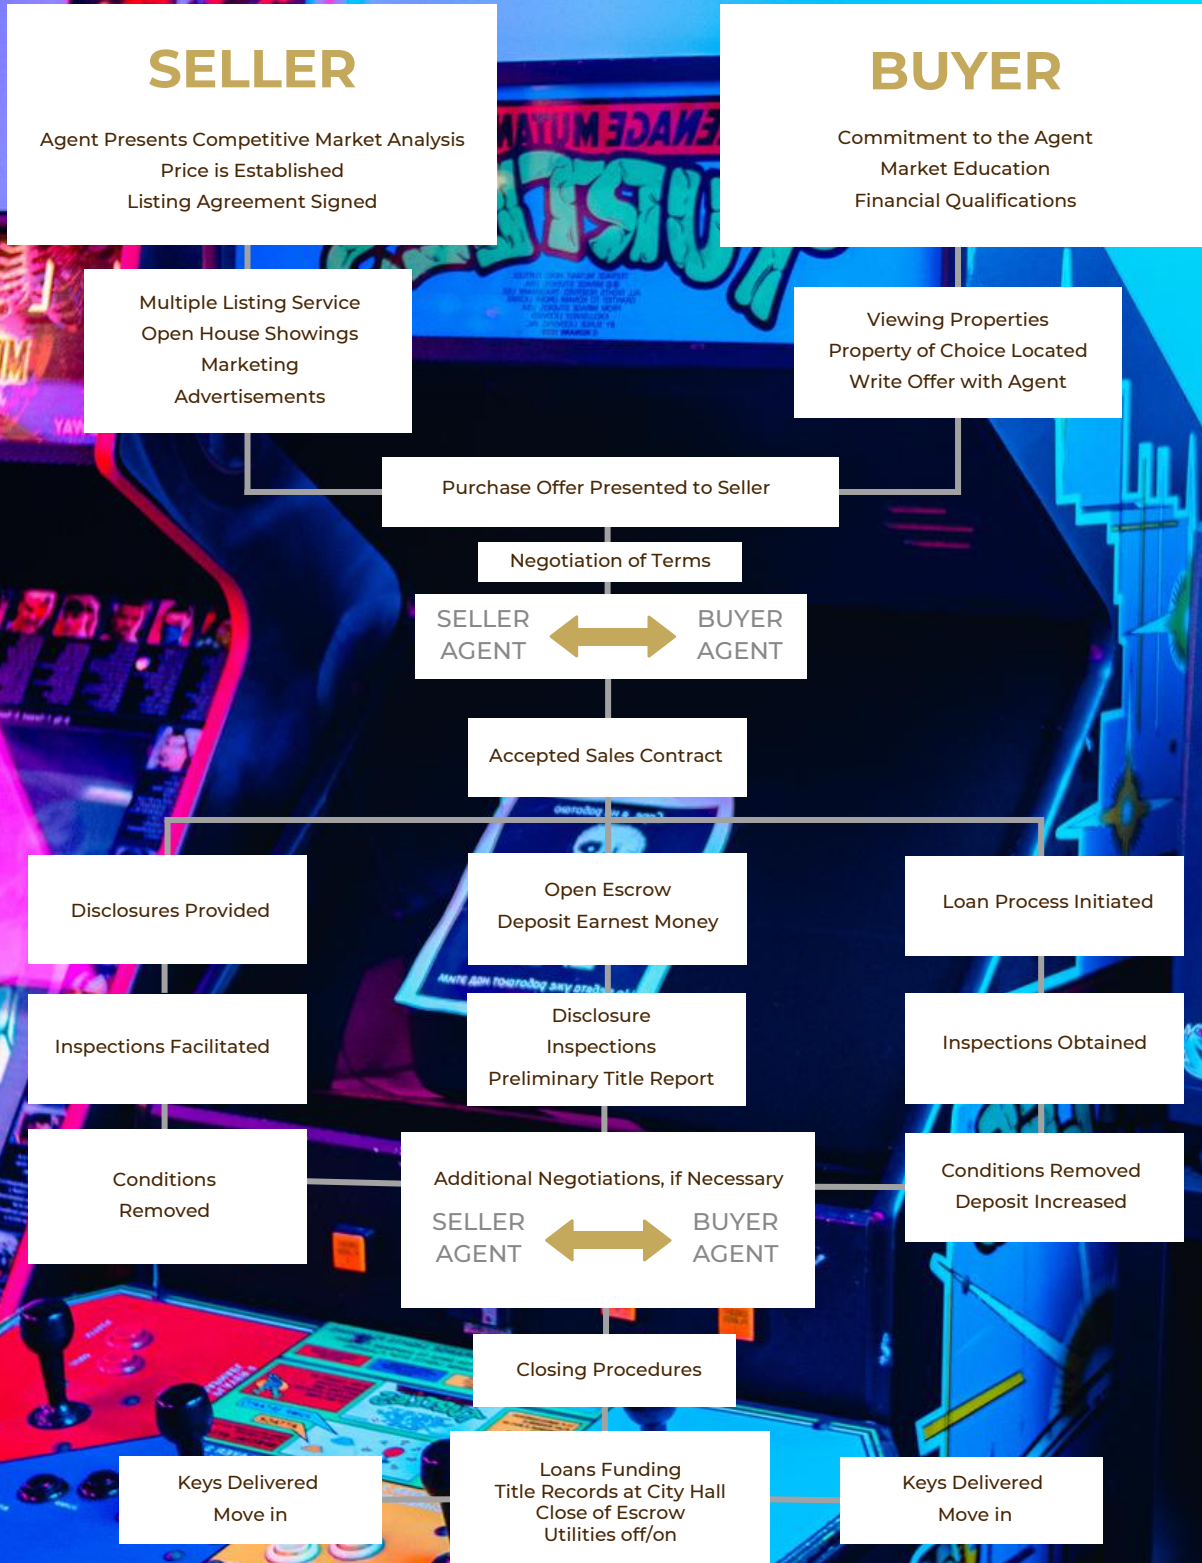 SELLER
Agent Presents Competitive Market Analysis
Price is Established
Listing Agreement Signed
BUYER
Commitment to the Agent
Market Education
Financial Qualifications
Multiple Listing Service
Open House Showings
Marketing
Advertisements
Viewing Properties
Property of Choice Located
Write Offer with Agent
Purchase Offer Presented to Seller
Negotiation of Terms
SELLER AGENT
BUYER AGENT
Accepted Sales Contract
Disclosures Provided
Open Escrow
Deposit Earnest Money
Loan Process Initiated
Inspections Facilitated
Disclosure
Inspections
Preliminary Title Report
Inspections Obtained
Conditions
Removed
Additional Negotiations, if Necessary
SELLER AGENT
BUYER AGENT
Conditions Removed
Deposit Increased
Closing Procedures
Keys Delivered
Move in
Loans Funding
Title Records at City Hall
Close of Escrow
Utilities off/on
Keys Delivered
Move in